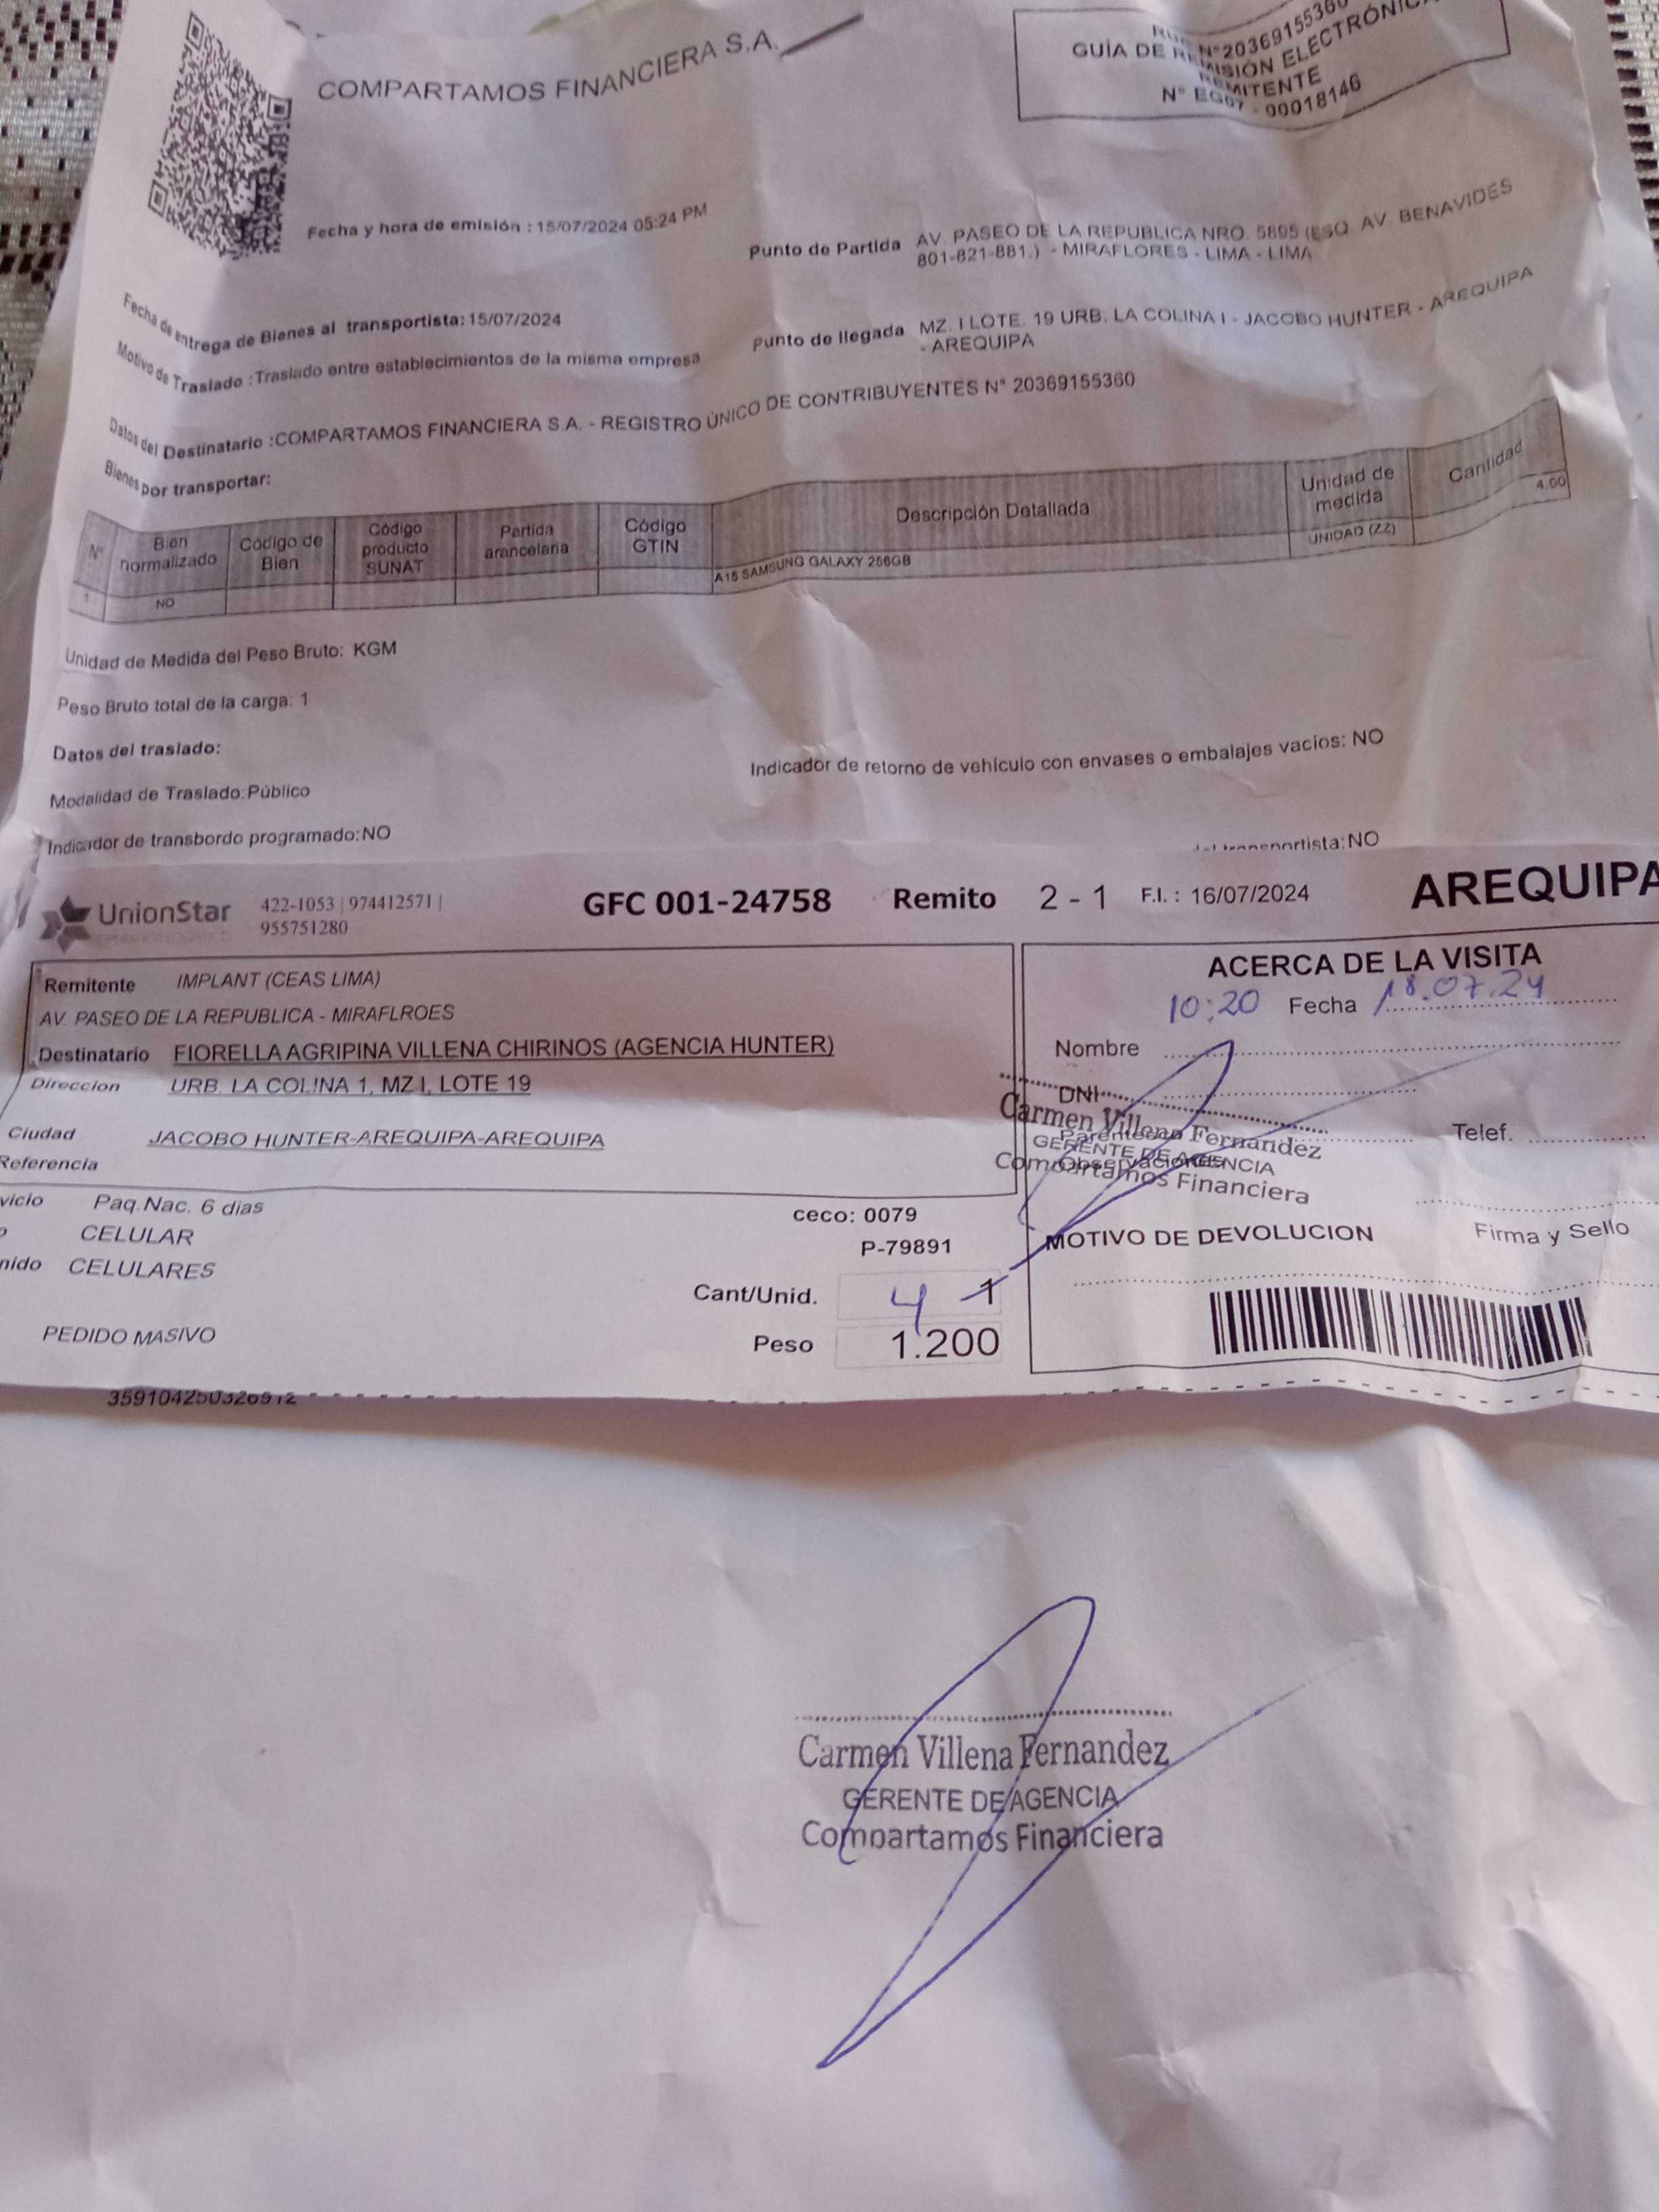 COMPARTAMOS FINANCIERA S.A.
N°20369155360
GUÍA DE REMISIÓN ELECTRÓNICA
REMITENTE
N° EG07 - 00018146
Fecha y hora de emisión : 15/07/2024 05:24 PM
Punto de Partida AV. PASEO DE LA REPUBLICA NRO. 5895 (ESQ. AV. BENAVIDES
801-821-881.) - MIRAFLORES - LIMA - LIMA
Fecha de entrega de Bienes al transportista: 15/07/2024
Punto de llegada MZ. I LOTE. 19 URB. LA COLINA I - JACOBO HUNTER - AREQUIPA
- AREQUIPA
Motivo de Traslado : Traslado entre establecimientos de la misma empresa
Datos del Destinatario : COMPARTAMOS FINANCIERA S.A. - REGISTRO ÚNICO DE CONTRIBUYENTES N° 20369155360
Bienes por transportar:
N° Bien normalizado Código de Bien Código producto SUNAT Partida arancelaria Código GTIN Descripción Detallada Unidad de medida Cantidad
1 NO A15 SAMSUNG GALAXY 256GB UNIDAD (ZZ) 4.00
Unidad de Medida del Peso Bruto: KGM
Peso Bruto total de la carga: 1
Datos del traslado:
Indicador de retorno de vehículo con envases o embalajes vacíos: NO
Modalidad de Traslado: Público
Indicador de transbordo programado: NO
transportista: NO
UnionStar 422-1053 | 974412571 |
955751280
GFC 001-24758 Remito 2 - 1 F.I. : 16/07/2024 AREQUIPA
Remitente IMPLANT (CEAS LIMA)
AV. PASEO DE LA REPUBLICA - MIRAFLROES
Destinatario FIORELLA AGRIPINA VILLENA CHIRINOS (AGENCIA HUNTER)
Direccion URB. LA COLINA 1, MZ I, LOTE 19
Ciudad JACOBO HUNTER-AREQUIPA-AREQUIPA
Referencia
vicio Paq.Nac. 6 dias
CELULAR
nido CELULARES
PEDIDO MASIVO
ceco: 0079
P-79891
Cant/Unid. 4 1
Peso 1.200
ACERCA DE LA VISITA
10:20 Fecha 18.07.24
Nombre
DNI
Telef.
Carmen Villena Fernandez
GERENTE DE AGENCIA
Compartamos Financiera
MOTIVO DE DEVOLUCION Firma y Sello
Carmen Villena Fernandez
GERENTE DE AGENCIA
Compartamos Financiera